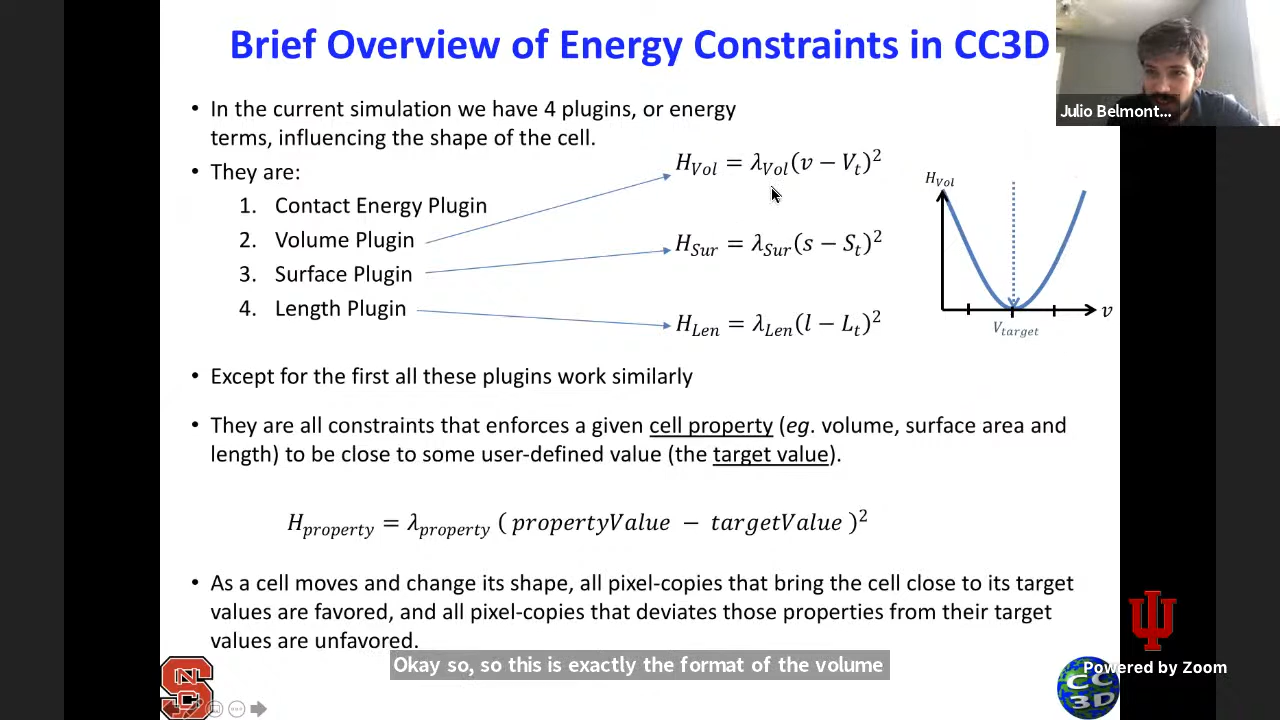 Brief Overview of Energy Constraints in CC3D
Julio Belmont...
• In the current simulation we have 4 plugins, or energy
terms, influencing the shape of the cell.
• They are:
1. Contact Energy Plugin
2. Volume Plugin
3. Surface Plugin
4. Length Plugin
H_Vol = λ_Vol(v − V_t)²
H_Sur = λ_Sur(s − S_t)²
H_Len = λ_Len(l − L_t)²
H_Vol
v
V_target
• Except for the first all these plugins work similarly
• They are all constraints that enforces a given cell property (eg. volume, surface area and
length) to be close to some user-defined value (the target value).
H_property = λ_property ( propertyValue − targetValue )²
• As a cell moves and change its shape, all pixel-copies that bring the cell close to its target
values are favored, and all pixel-copies that deviates those properties from their target
values are unfavored.
Okay so, so this is exactly the format of the volume
Powered by Zoom
CC
3D